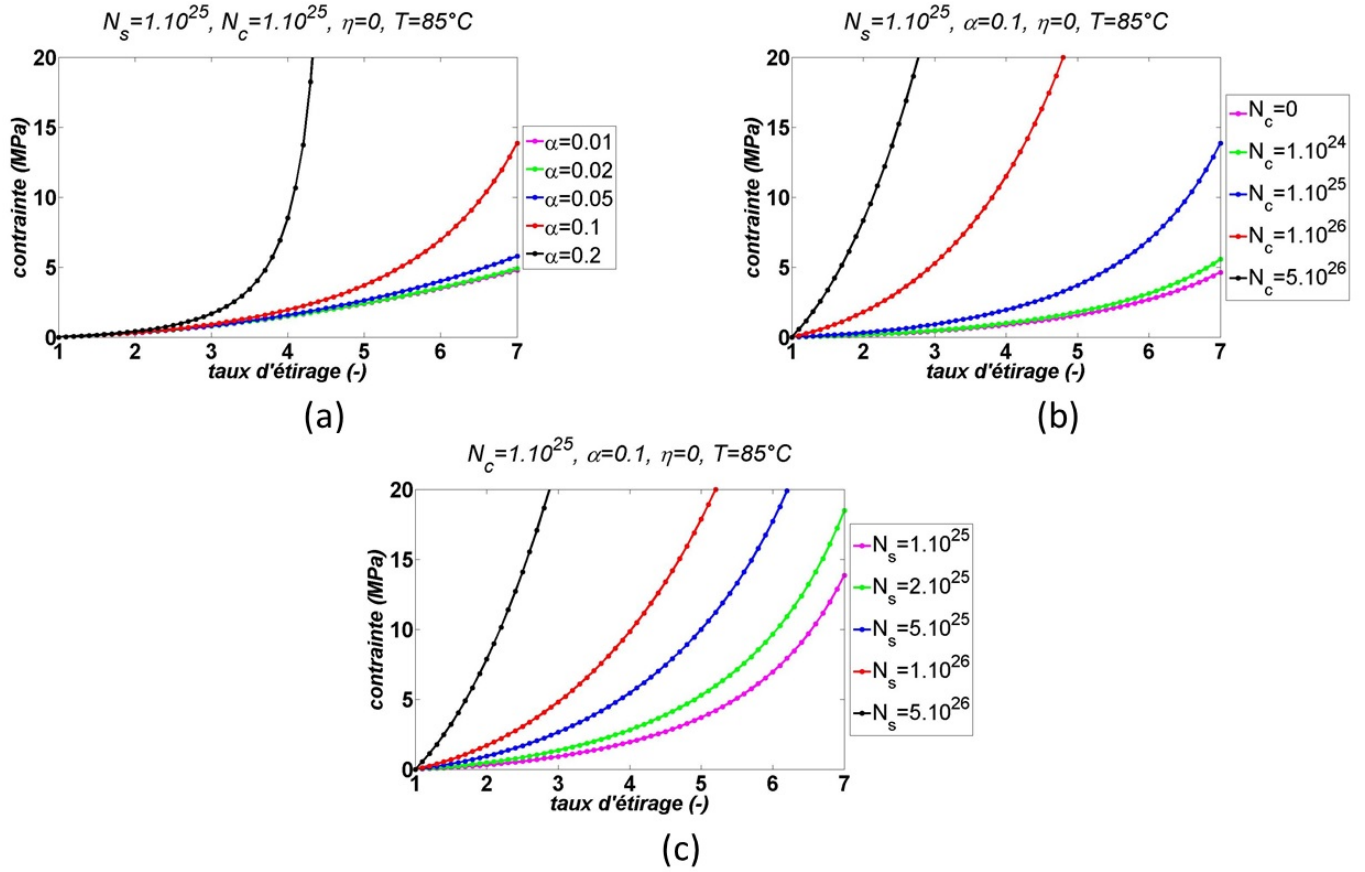 N_s=1.10^25, N_c=1.10^25, η=0, T=85°C
20
15
10
5
0
contrainte (MPa)
1 2 3 4 5 6 7
taux d'étirage (-)
α=0.01
α=0.02
α=0.05
α=0.1
α=0.2
(a)
N_s=1.10^25, α=0.1, η=0, T=85°C
20
15
10
5
0
contrainte (MPa)
1 2 3 4 5 6 7
taux d'étirage (-)
N_c=0
N_c=1.10^24
N_c=1.10^25
N_c=1.10^26
N_c=5.10^26
(b)
N_c=1.10^25, α=0.1, η=0, T=85°C
20
15
10
5
0
contrainte (MPa)
1 2 3 4 5 6 7
taux d'étirage (-)
N_s=1.10^25
N_s=2.10^25
N_s=5.10^25
N_s=1.10^26
N_s=5.10^26
(c)